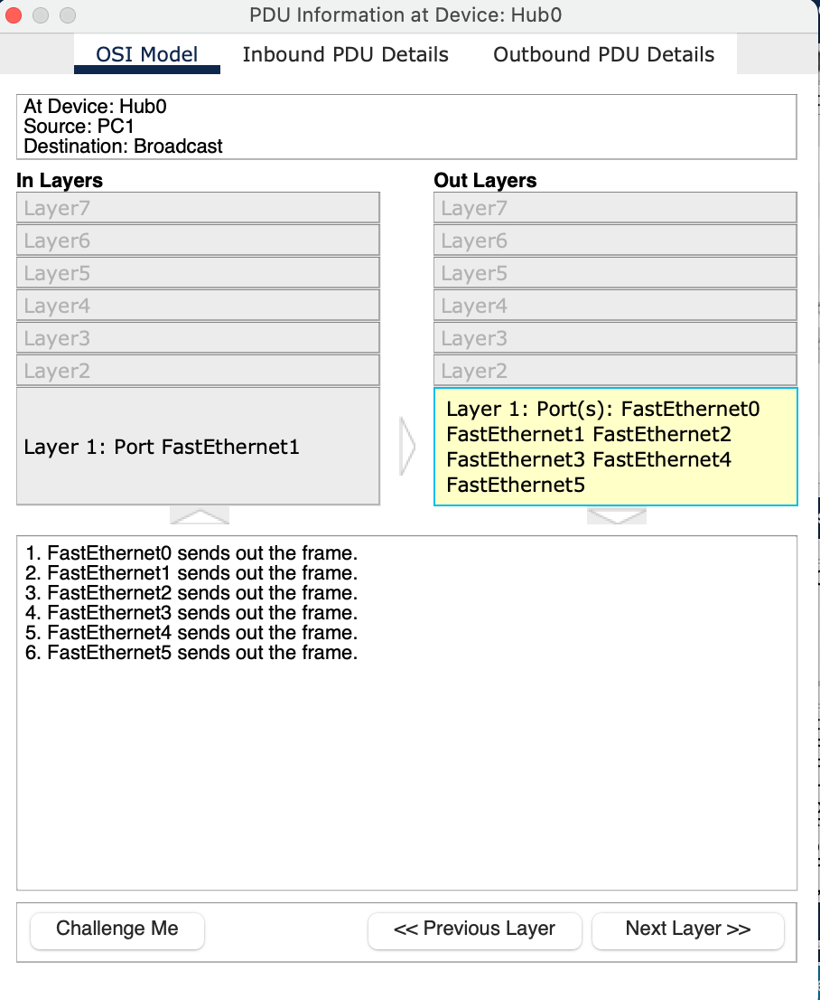 PDU Information at Device: Hub0
OSI Model
Inbound PDU Details
Outbound PDU Details
At Device: Hub0
Source: PC1
Destination: Broadcast
In Layers
Layer7
Layer6
Layer5
Layer4
Layer3
Layer2
Layer 1: Port FastEthernet1
Out Layers
Layer7
Layer6
Layer5
Layer4
Layer3
Layer2
Layer 1: Port(s): FastEthernet0
FastEthernet1 FastEthernet2
FastEthernet3 FastEthernet4
FastEthernet5
1. FastEthernet0 sends out the frame.
2. FastEthernet1 sends out the frame.
3. FastEthernet2 sends out the frame.
4. FastEthernet3 sends out the frame.
5. FastEthernet4 sends out the frame.
6. FastEthernet5 sends out the frame.
Challenge Me
<< Previous Layer
Next Layer >>